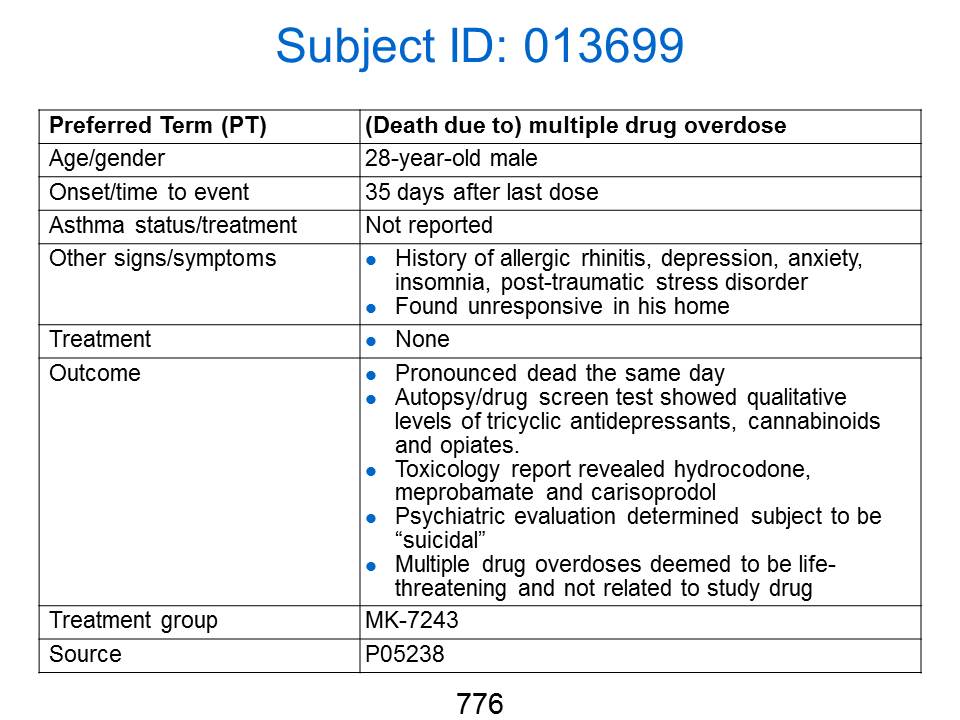 Subject ID: 013699
Preferred Term (PT) (Death due to) multiple drug overdose
Age/gender 28-year-old male
Onset/time to event 35 days after last dose
Asthma status/treatment Not reported
Other signs/symptoms ● History of allergic rhinitis, depression, anxiety,
insomnia, post-traumatic stress disorder
● Found unresponsive in his home
Treatment ● None
Outcome ● Pronounced dead the same day
● Autopsy/drug screen test showed qualitative
levels of tricyclic antidepressants, cannabinoids
and opiates.
● Toxicology report revealed hydrocodone,
meprobamate and carisoprodol
● Psychiatric evaluation determined subject to be
“suicidal”
● Multiple drug overdoses deemed to be life-
threatening and not related to study drug
Treatment group MK-7243
Source P05238
776